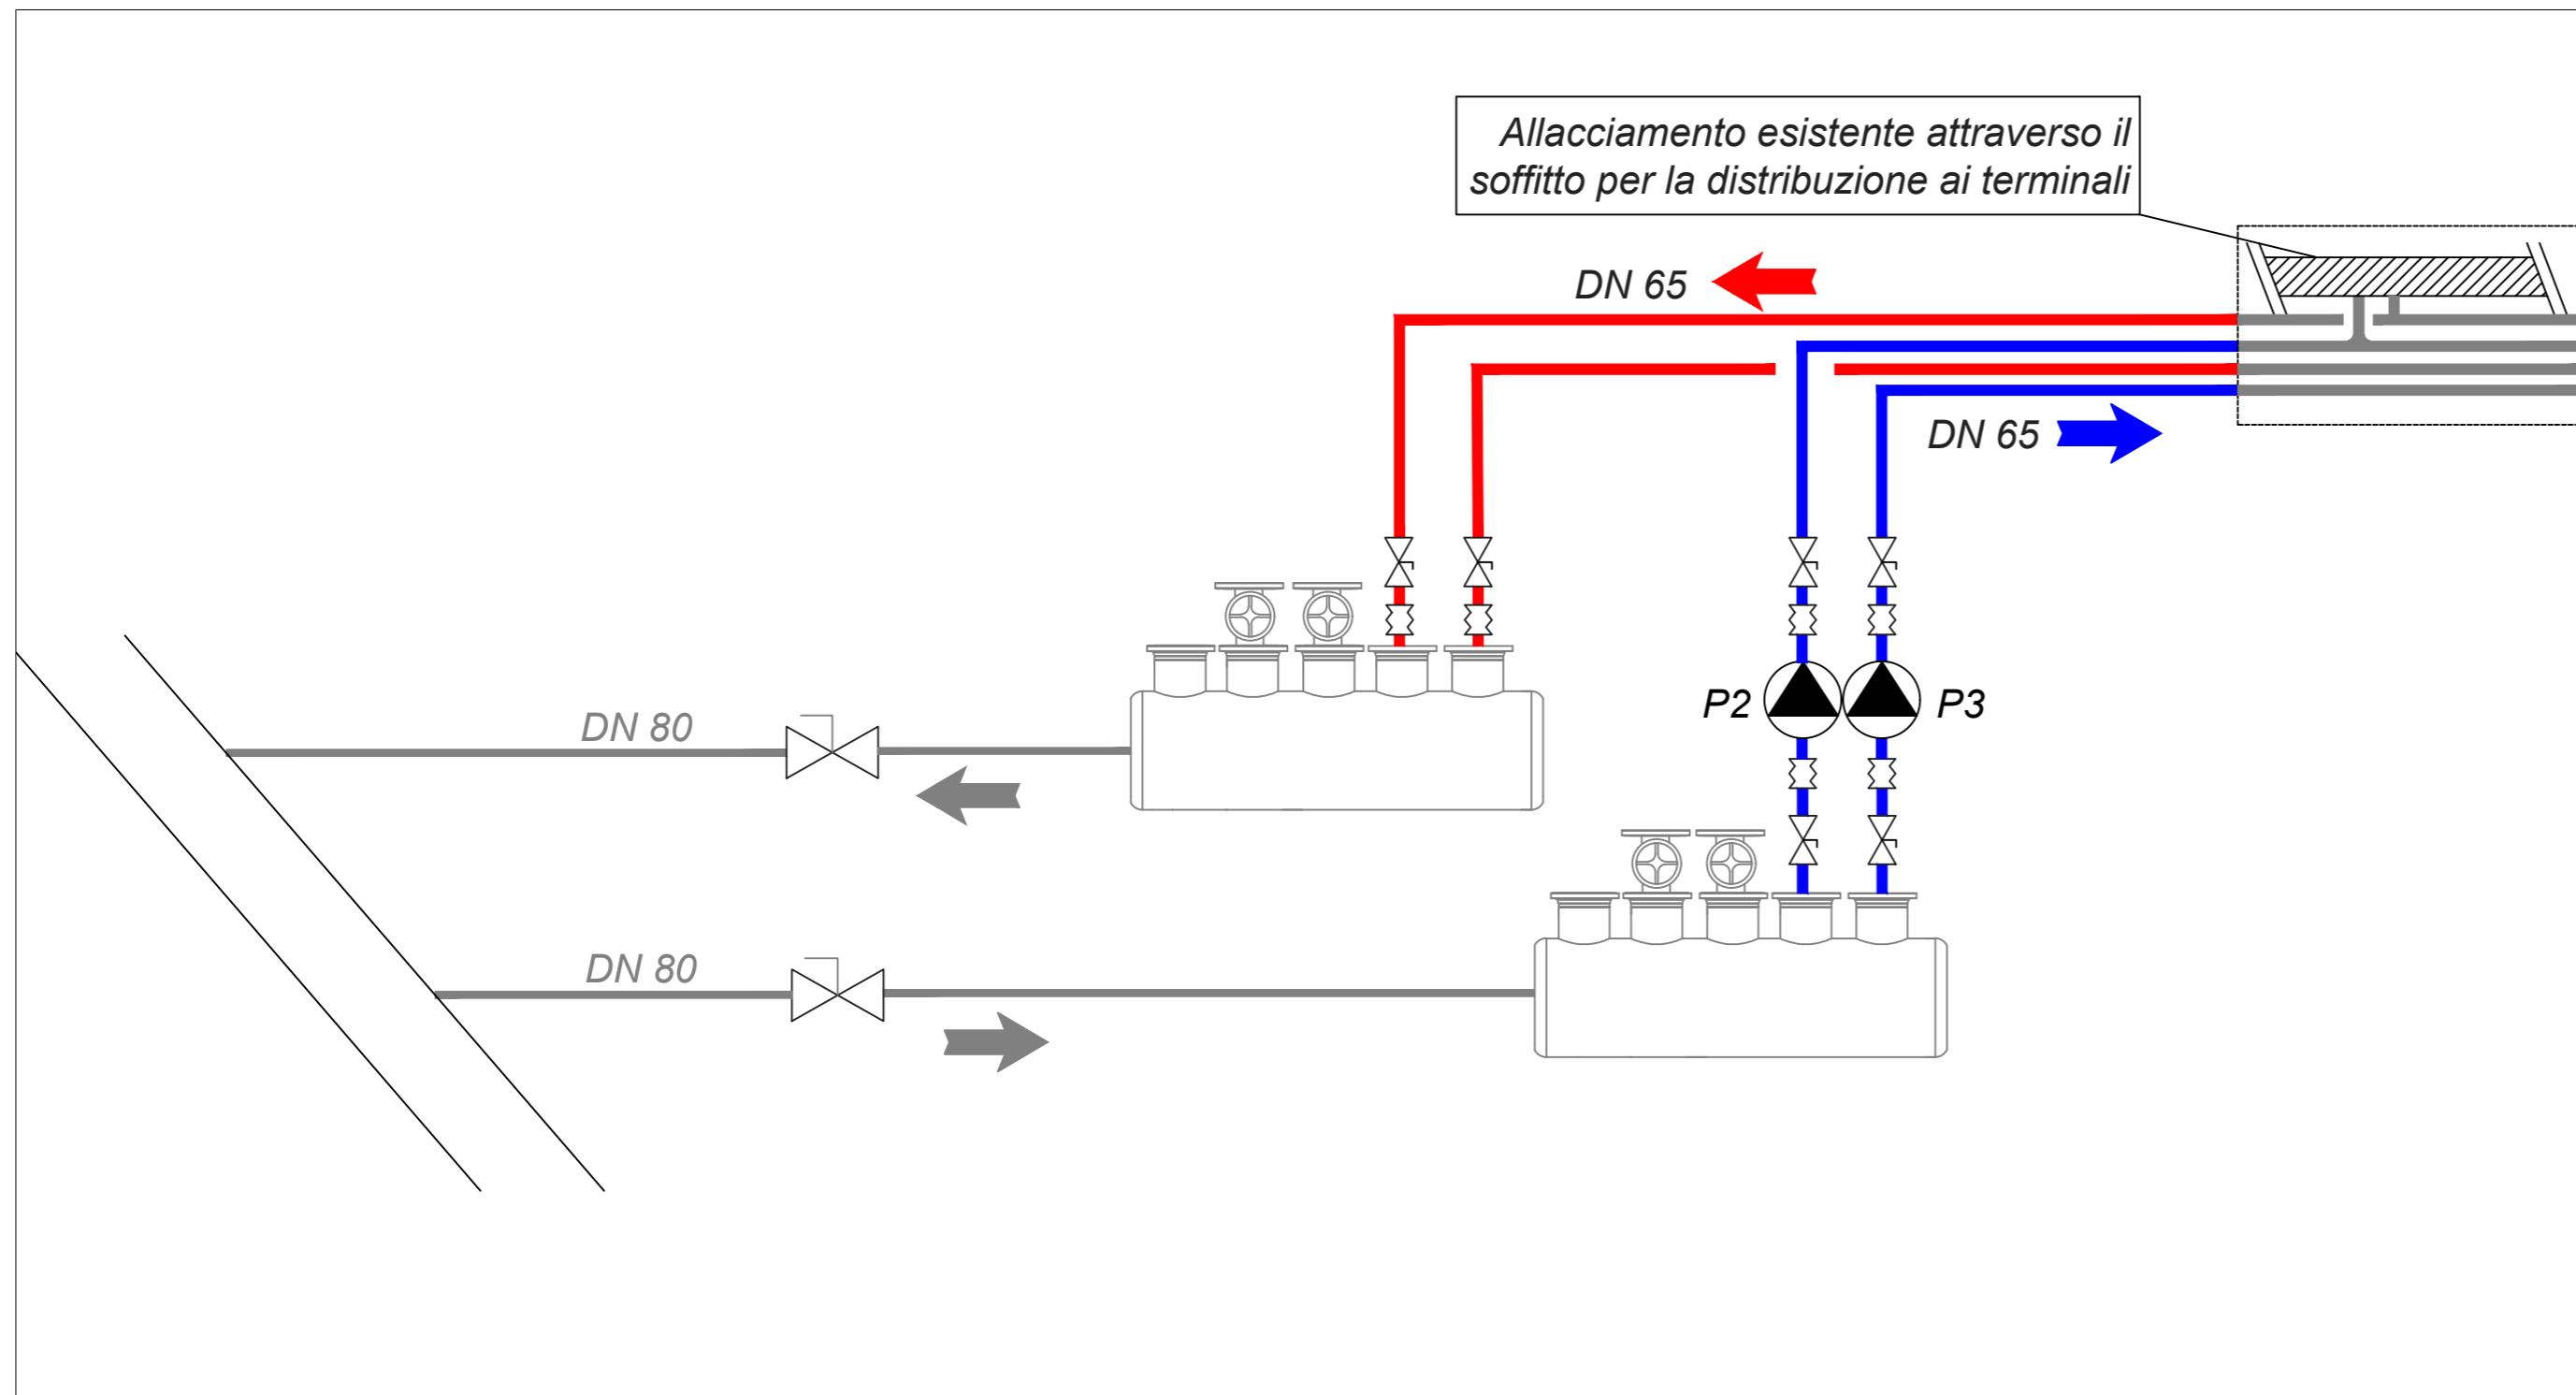 Allacciamento esistente attraverso il
soffitto per la distribuzione ai terminali
DN 65
DN 65
P2
P3
DN 80
DN 80